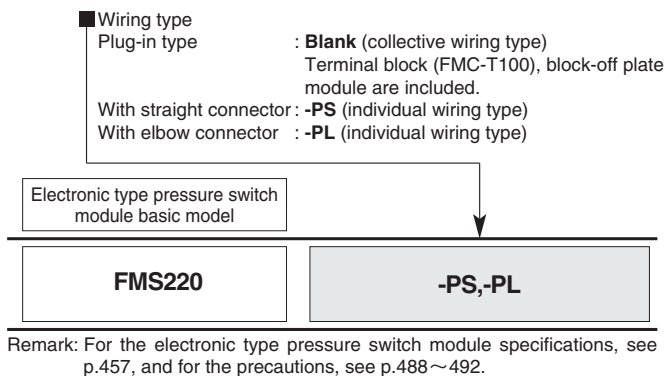 ■Wiring type
Plug-in type : Blank (collective wiring type)
Terminal block (FMC-T100), block-off plate
module are included.
With straight connector : -PS (individual wiring type)
With elbow connector : -PL (individual wiring type)
Electronic type pressure switch
module basic model
FMS220
-PS,-PL
Remark: For the electronic type pressure switch module specifications, see
p.457, and for the precautions, see p.488～492.